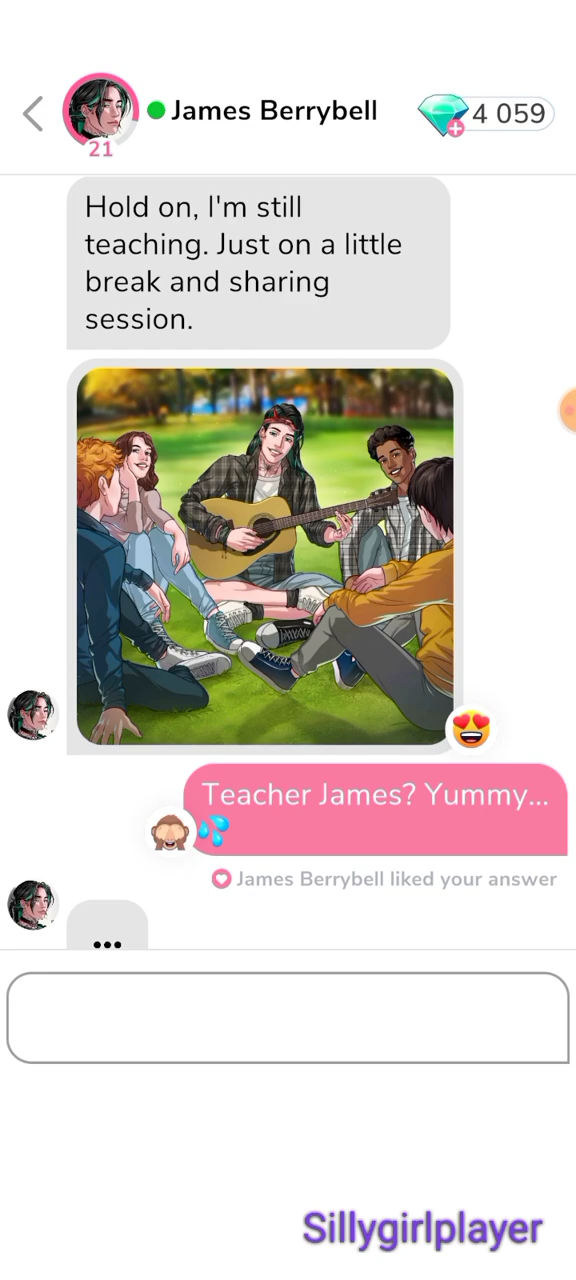 James Berrybell
4 059
21
Hold on, I'm still
teaching. Just on a little
break and sharing
session.
Teacher James? Yummy...
James Berrybell liked your answer
...
Sillygirlplayer